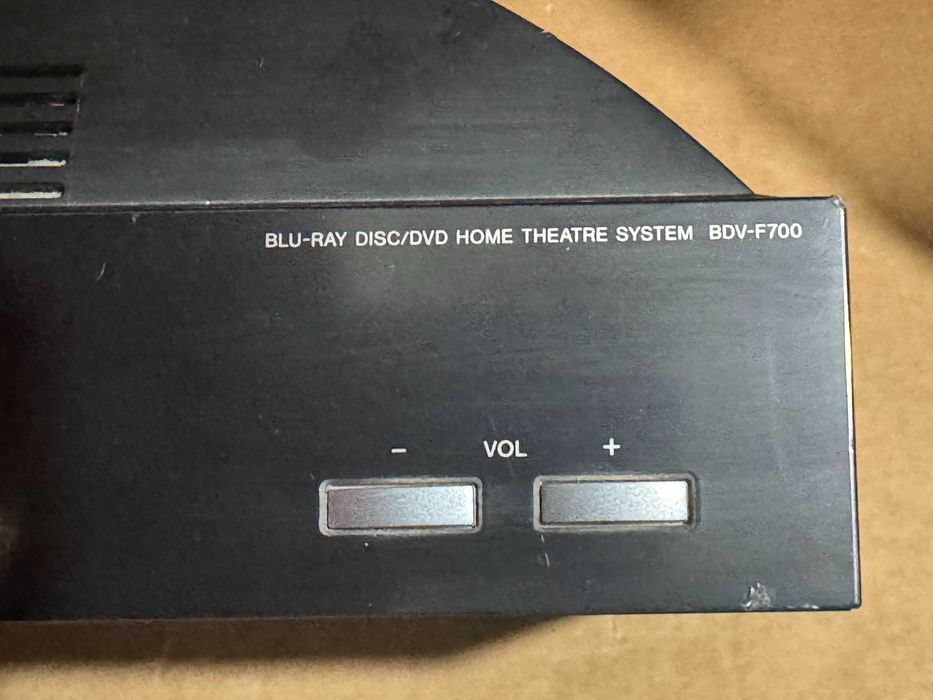 BLU-RAY DISC/DVD HOME THEATRE SYSTEM BDV-F700
- VOL +